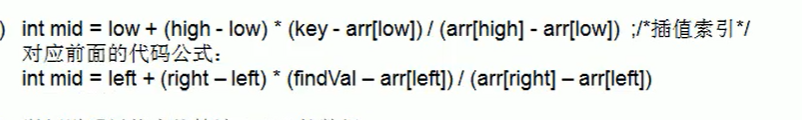 ) int mid = low + (high - low) * (key - arr[low]) / (arr[high] - arr[low]) ;/*插值索引*/
对应前面的代码公式：
int mid = left + (right – left) * (findVal – arr[left]) / (arr[right] – arr[left])